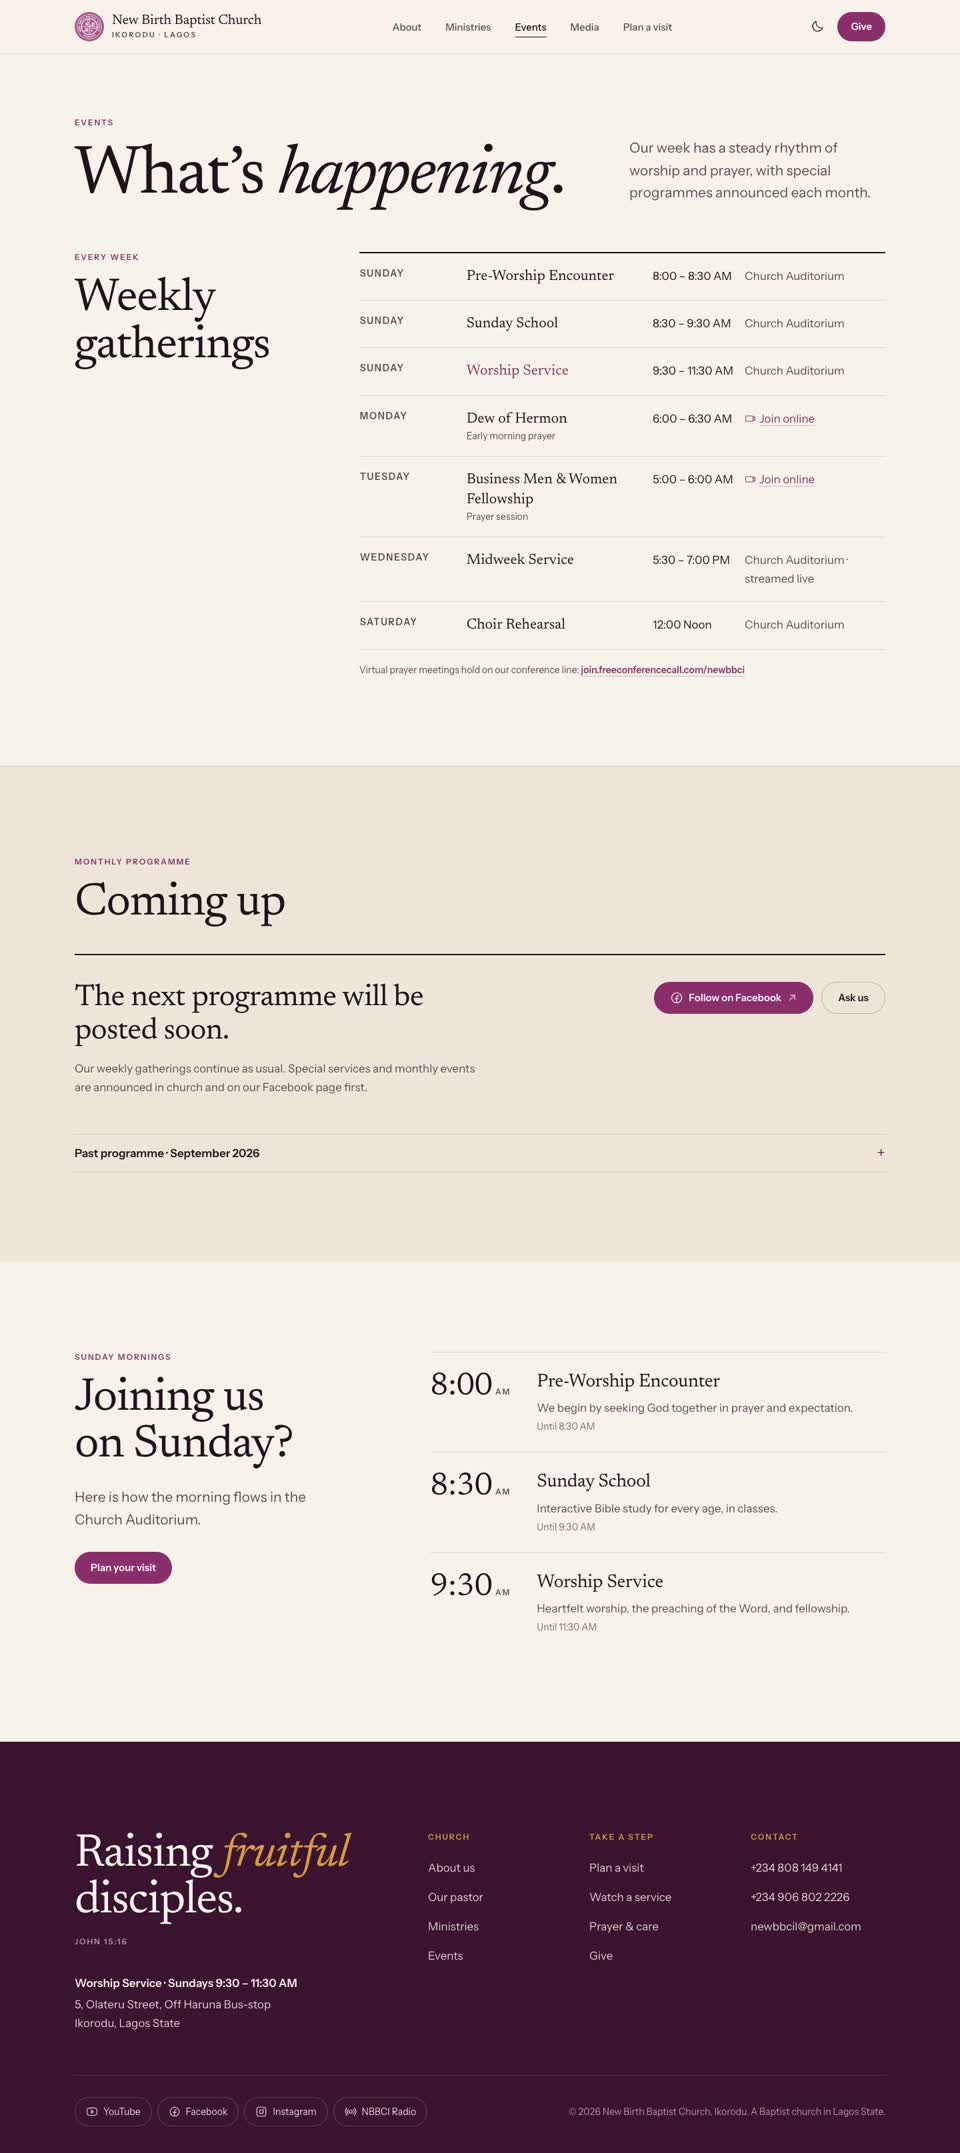 New Birth Baptist Church
IKORODU · LAGOS
About
Ministries
Events
Media
Plan a visit
Give
EVENTS
What’s happening.
Our week has a steady rhythm of
worship and prayer, with special
programmes announced each month.
EVERY WEEK
Weekly
gatherings
SUNDAY Pre-Worship Encounter 8:00 – 8:30 AM Church Auditorium
SUNDAY Sunday School 8:30 – 9:30 AM Church Auditorium
SUNDAY Worship Service 9:30 – 11:30 AM Church Auditorium
MONDAY Dew of Hermon 6:00 – 6:30 AM Join online
Early morning prayer
TUESDAY Business Men & Women 5:00 – 6:00 AM Join online
Fellowship
Prayer session
WEDNESDAY Midweek Service 5:30 – 7:00 PM Church Auditorium ·
streamed live
SATURDAY Choir Rehearsal 12:00 Noon Church Auditorium
Virtual prayer meetings hold on our conference line: join.freeconferencecall.com/newbbci
MONTHLY PROGRAMME
Coming up
The next programme will be
posted soon.
Follow on Facebook
Ask us
Our weekly gatherings continue as usual. Special services and monthly events
are announced in church and on our Facebook page first.
Past programme · September 2026 +
SUNDAY MORNINGS
Joining us
on Sunday?
Here is how the morning flows in the
Church Auditorium.
Plan your visit
8:00 AM Pre-Worship Encounter
We begin by seeking God together in prayer and expectation.
Until 8:30 AM
8:30 AM Sunday School
Interactive Bible study for every age, in classes.
Until 9:30 AM
9:30 AM Worship Service
Heartfelt worship, the preaching of the Word, and fellowship.
Until 11:30 AM
Raising fruitful
disciples.
JOHN 15:16
Worship Service · Sundays 9:30 – 11:30 AM
5, Olateru Street, Off Haruna Bus-stop
Ikorodu, Lagos State
CHURCH
About us
Our pastor
Ministries
Events
TAKE A STEP
Plan a visit
Watch a service
Prayer & care
Give
CONTACT
+234 808 149 4141
+234 906 802 2226
newbbcil@gmail.com
YouTube
Facebook
Instagram
NBBCI Radio
© 2026 New Birth Baptist Church, Ikorodu. A Baptist church in Lagos State.